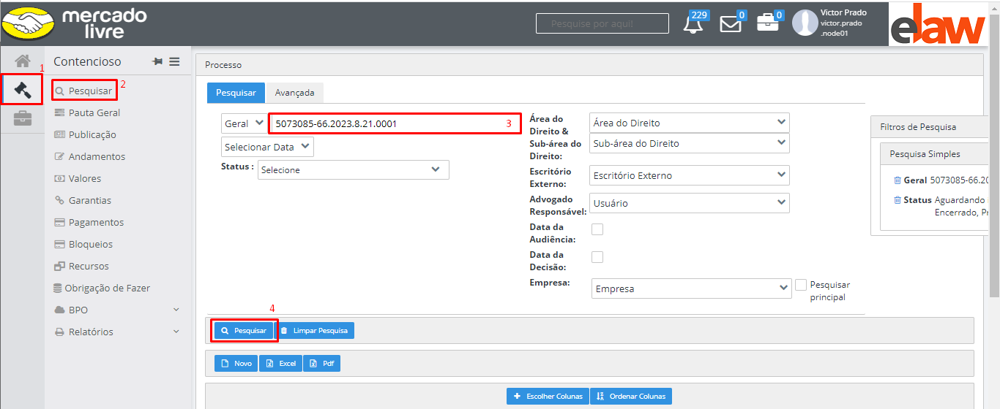 mercado
livre
Pesquise por aqui!
229
0
0
Victor Prado
victor.prado
.node01
elaw
1
Contencioso
2
Pesquisar
Pauta Geral
Publicação
Andamentos
Valores
Garantias
Pagamentos
Bloqueios
Recursos
Obrigação de Fazer
BPO
Relatórios
Processo
Pesquisar
Avançada
Geral
5073085-66.2023.8.21.0001
3
Selecionar Data
Status :
Selecione
Área do
Direito &
Sub-área do
Direito:
Área do Direito
Sub-área do Direito
Escritório
Externo:
Escritório Externo
Advogado
Responsável:
Usuário
Data da
Audiência:
Data da
Decisão:
Empresa:
Empresa
Pesquisar
principal
Filtros de Pesquisa
Pesquisa Simples
Geral 5073085-66.20
Status Aguardando
Encerrado, Pr
4
Pesquisar
Limpar Pesquisa
Novo
Excel
Pdf
Escolher Colunas
Ordenar Colunas